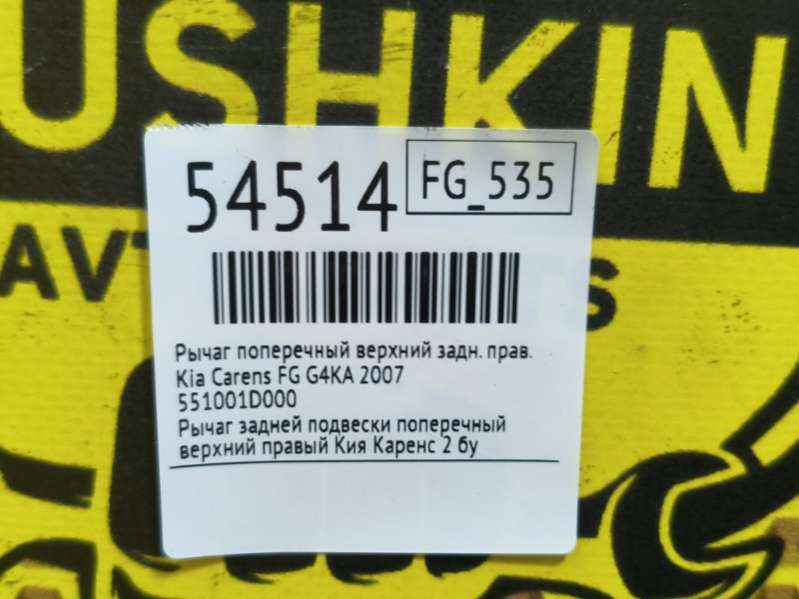 USHKIN
AVT S
54514
FG_535
Рычаг поперечный верхний задн. прав.
Kia Carens FG G4KA 2007
551001D000
Рычаг задней подвески поперечный
верхний правый Кия Каренс 2 бу